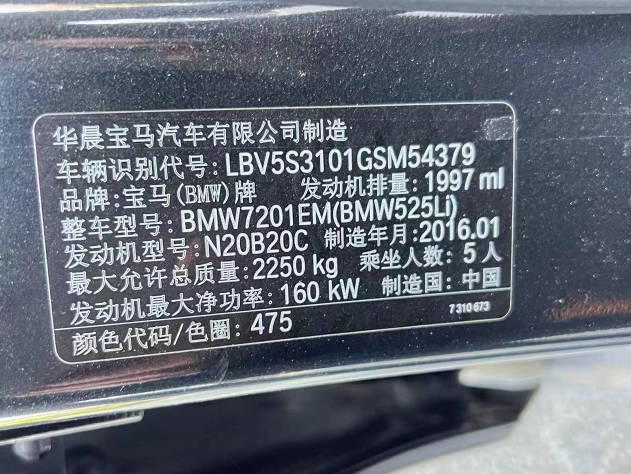 华晨宝马汽车有限公司制造
车辆识别代号:LBV5S3101GSM54379
品牌:宝马(BMW)牌 发动机排量:1997 ml
整车型号:BMW7201EM(BMW525LI)
发动机型号:N20B20C 制造年月:2016.01
最大允许总质量:2250 kg 乘坐人数:5人
发动机最大净功率:160 kW 制造国:中国
7 310 673
颜色代码/色圈:475